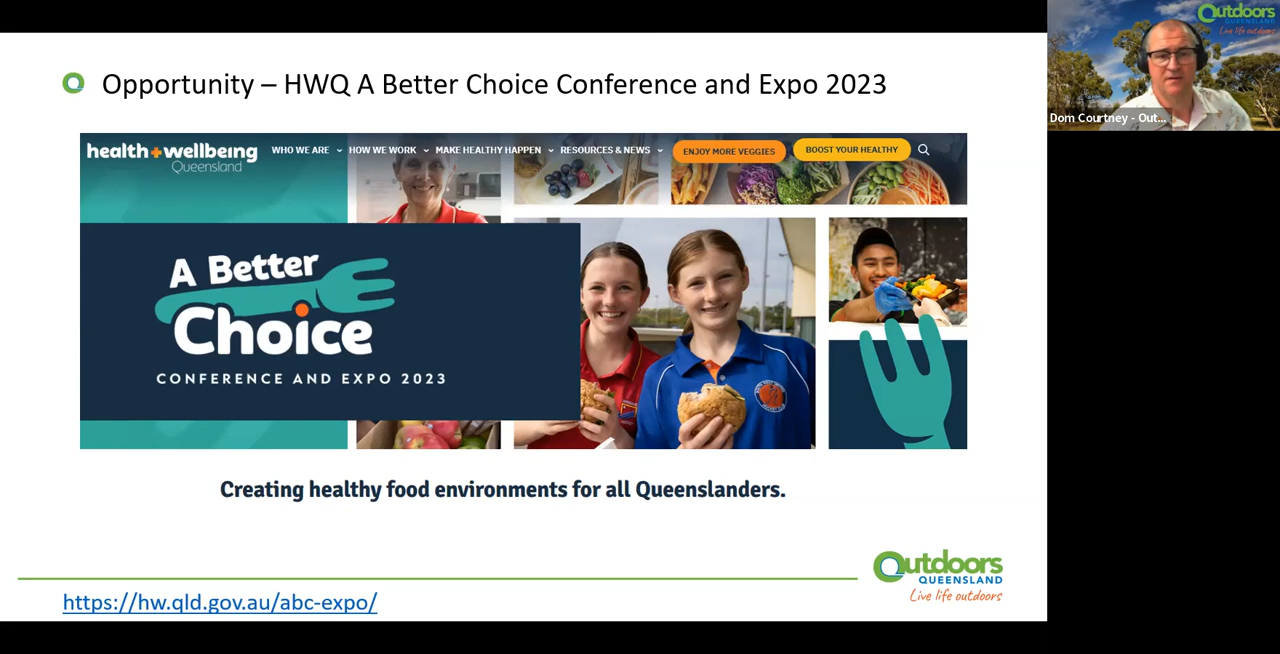 Opportunity – HWQ A Better Choice Conference and Expo 2023
health+wellbeing
Queensland
WHO WE ARE
HOW WE WORK
MAKE HEALTHY HAPPEN
RESOURCES & NEWS
ENJOY MORE VEGGIES
BOOST YOUR HEALTHY
A Better
Choice
CONFERENCE AND EXPO 2023
Creating healthy food environments for all Queenslanders.
https://hw.qld.gov.au/abc-expo/
Outdoors
QUEENSLAND
Live life outdoors
Outdoors
QUEENSLAND
Live life outdoors
Dom Courtney - Out...